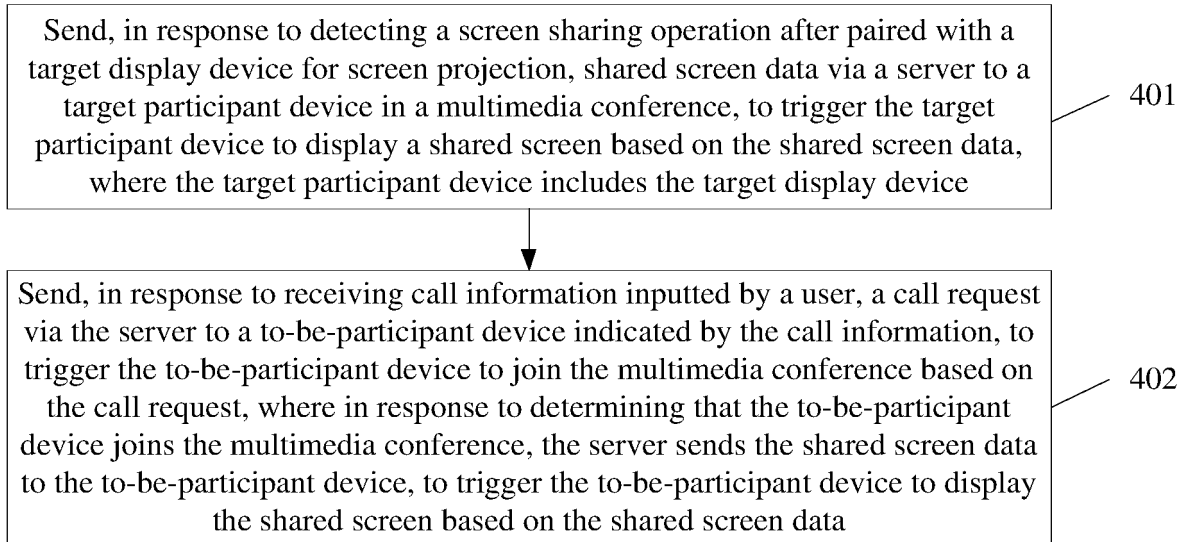 Send, in response to detecting a screen sharing operation after paired with a
target display device for screen projection, shared screen data via a server to a
target participant device in a multimedia conference, to trigger the target
participant device to display a shared screen based on the shared screen data,
where the target participant device includes the target display device
401
Send, in response to receiving call information inputted by a user, a call request
via the server to a to-be-participant device indicated by the call information, to
trigger the to-be-participant device to join the multimedia conference based on
the call request, where in response to determining that the to-be-participant
device joins the multimedia conference, the server sends the shared screen data
to the to-be-participant device, to trigger the to-be-participant device to display
the shared screen based on the shared screen data
402